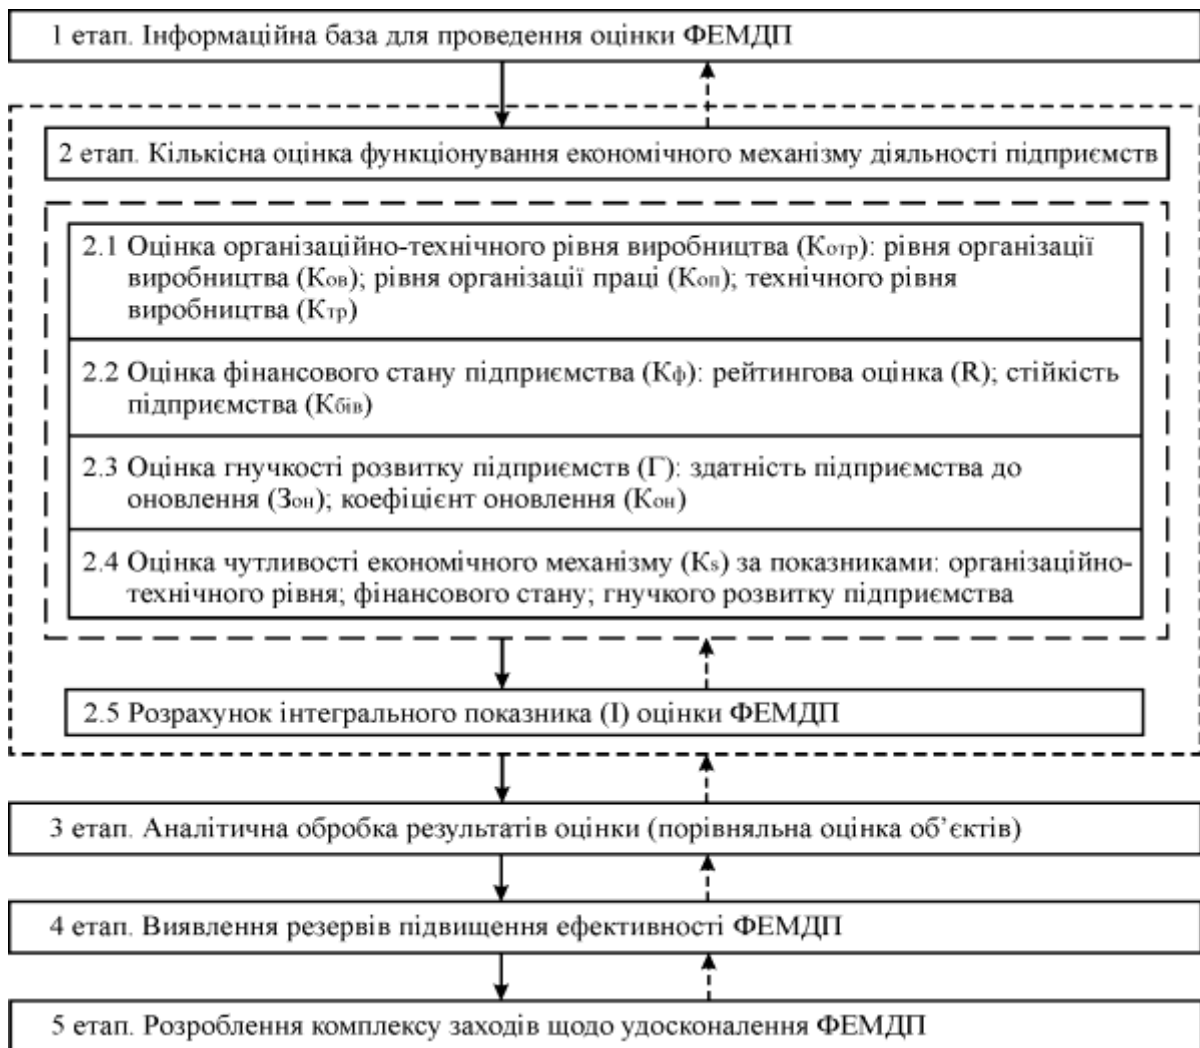 1 етап. Інформаційна база для проведення оцінки ФЕМДП
2 етап. Кількісна оцінка функціонування економічного механізму діяльності підприємств
2.1 Оцінка організаційно-технічного рівня виробництва (Котр): рівня організації
виробництва (Ков); рівня організації праці (Коп); технічного рівня
виробництва (Ктр)
2.2 Оцінка фінансового стану підприємства (Кф): рейтингова оцінка (R); стійкість
підприємства (Кбів)
2.3 Оцінка гнучкості розвитку підприємств (Г): здатність підприємства до
оновлення (Зон); коефіцієнт оновлення (Кон)
2.4 Оцінка чутливості економічного механізму (Кs) за показниками: організаційно-
технічного рівня; фінансового стану; гнучкого розвитку підприємства
2.5 Розрахунок інтегрального показника (І) оцінки ФЕМДП
3 етап. Аналітична обробка результатів оцінки (порівняльна оцінка об’єктів)
4 етап. Виявлення резервів підвищення ефективності ФЕМДП
5 етап. Розроблення комплексу заходів щодо удосконалення ФЕМДП